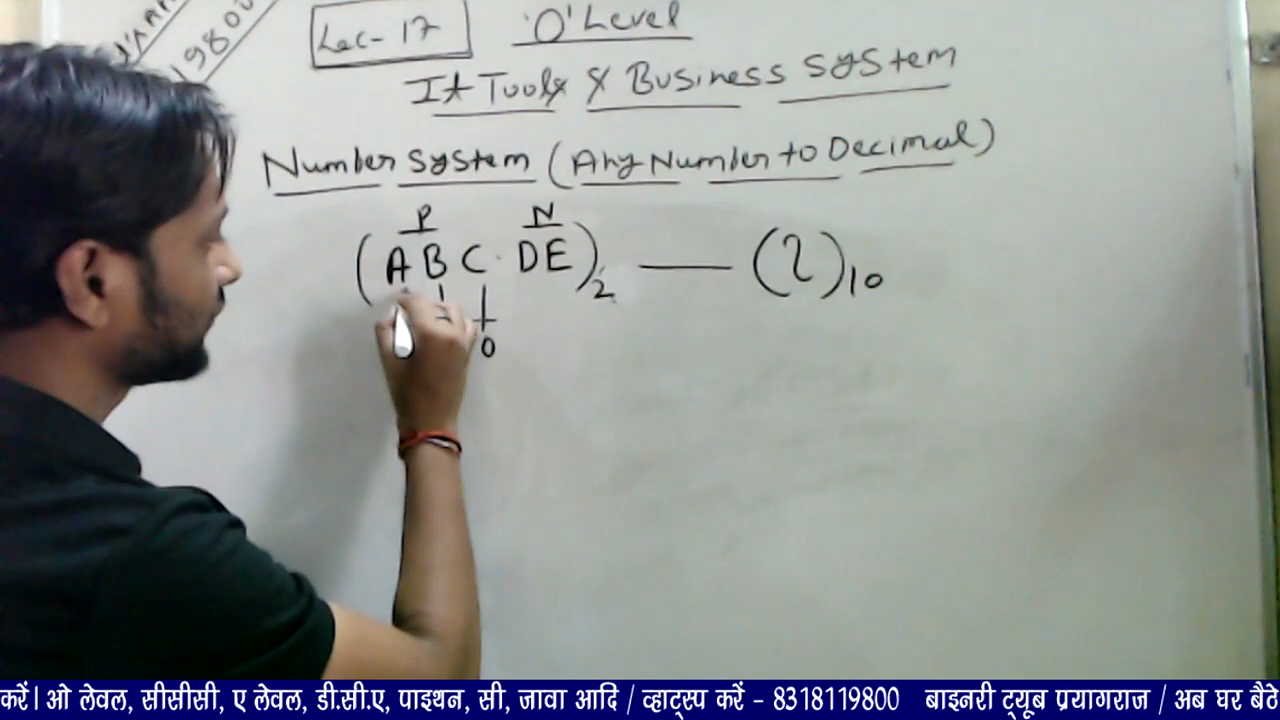 Lec-17 'O' Level
It Tools & Business system
Number system (Any Number to Decimal)
P N
(ABC.DE)2 — (?)10
0
करें। ओ लेवल, सीसीसी, ए लेवल, डी.सी.ए, पाइथन, सी, जावा आदि / व्हाट्स्प करें - 8318119800 बाइनरी ट्यूब प्रयागराज / अब घर बैठे